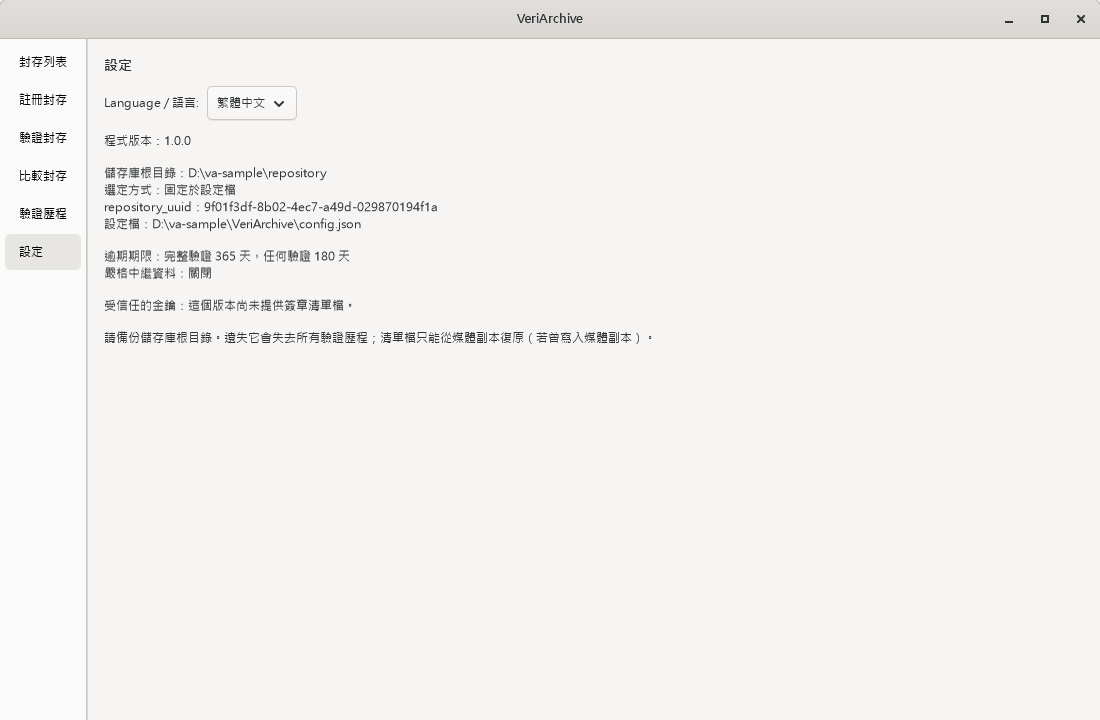 VeriArchive
封存列表
註冊封存
驗證封存
比較封存
驗證歷程
設定
設定
Language / 語言:
繁體中文
程式版本：1.0.0
儲存庫根目錄：D:\va-sample\repository
選定方式：固定於設定檔
repository_uuid：9f01f3df-8b02-4ec7-a49d-029870194f1a
設定檔：D:\va-sample\VeriArchive\config.json
逾期期限：完整驗證 365 天，任何驗證 180 天
嚴格中繼資料：關閉
受信任的金鑰：這個版本尚未提供簽章清單檔。
請備份儲存庫根目錄。遺失它會失去所有驗證歷程；清單檔只能從媒體副本復原（若曾寫入媒體副本）。